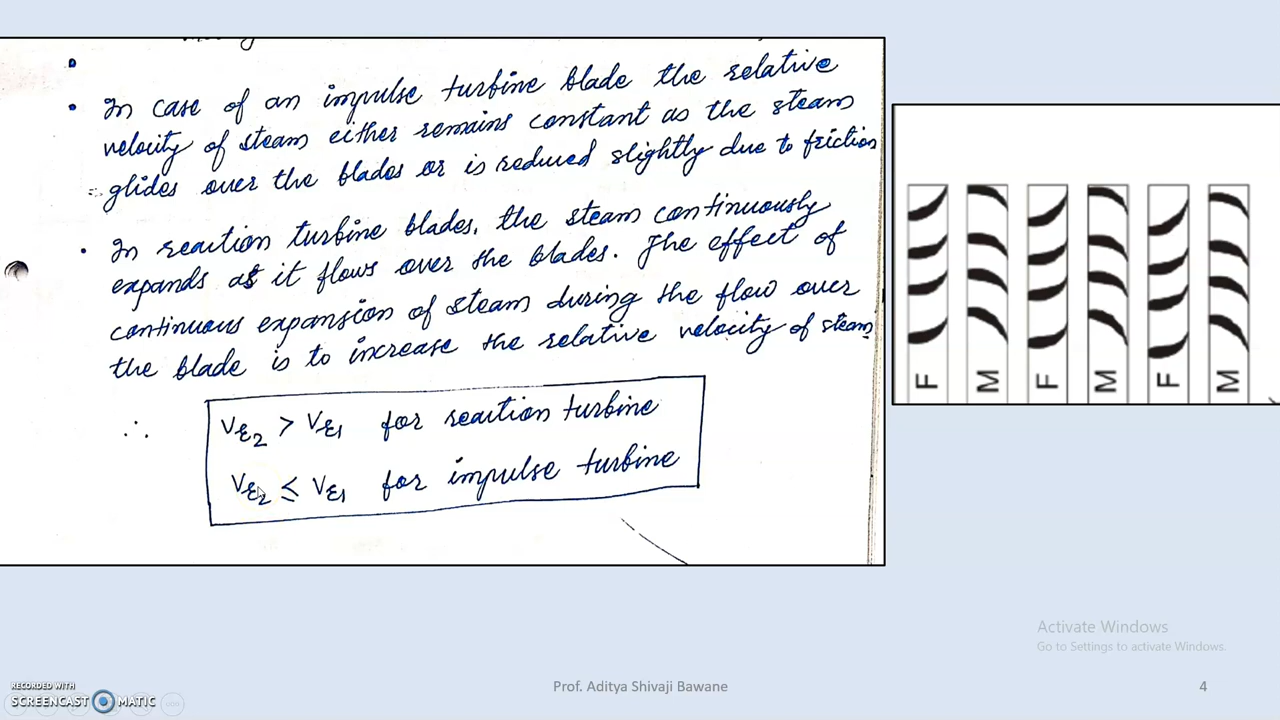 In case of an impulse turbine blade the relative
velocity of steam either remains constant as the steam
glides over the blades or is reduced slightly due to friction
In reaction turbine blades, the steam continuously
expands as it flows over the blades. The effect of
continuous expansion of steam during the flow over
the blade is to increase the relative velocity of steam
∴ Vr2 > Vr1 for reaction turbine
Vr2 ≤ Vr1 for impulse turbine
F M F M F M
Activate Windows
Go to Settings to activate Windows.
RECORDED WITH
SCREENCAST MATIC
Prof. Aditya Shivaji Bawane
4